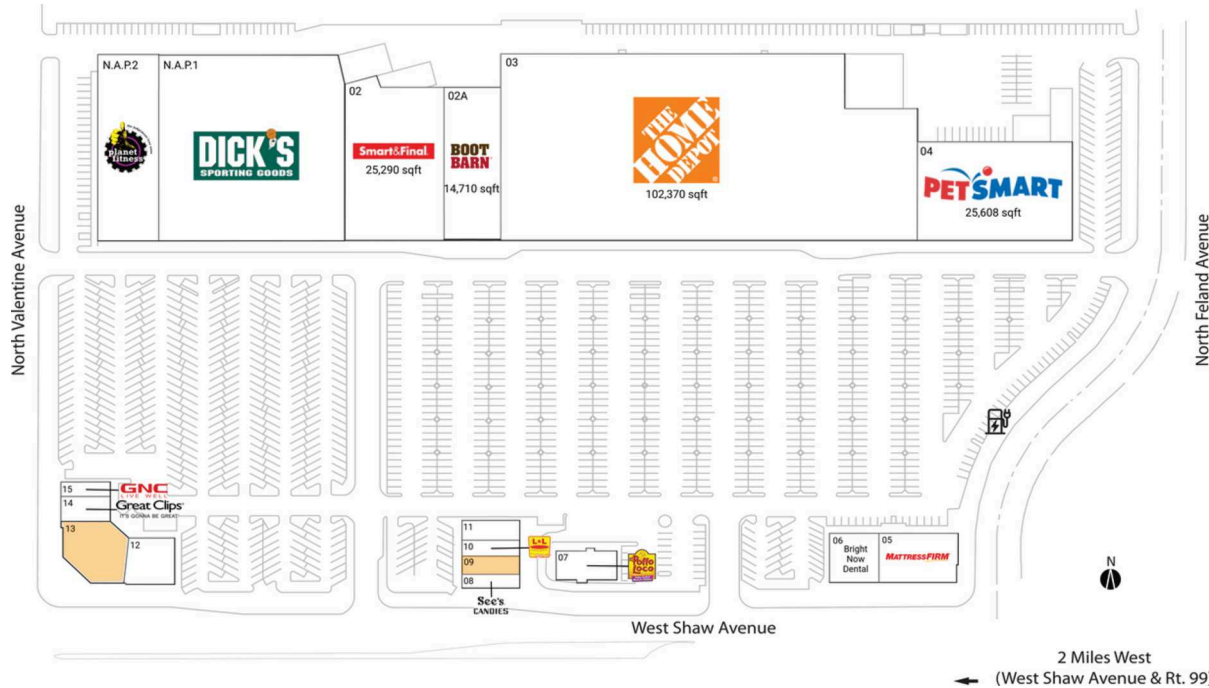 N.A.P.2
N.A.P.1
02
02A
03
04
planet
fitness
DICK'S
SPORTING GOODS
Smart&Final
25,290 sqft
BOOT
BARN
14,710 sqft
THE
HOME
DEPOT
102,370 sqft
PETSMART
25,608 sqft
North Valentine Avenue
North Feland Avenue
15
GNC
LIVE WELL
14
Great Clips
IT'S GONNA BE GREAT
13
12
11
10
L&L
09
08
See's
CANDIES
07
Pollo
Loco
06
Bright
Now
Dental
05
MATTRESSFIRM
N
West Shaw Avenue
2 Miles West
(West Shaw Avenue & Rt. 99)